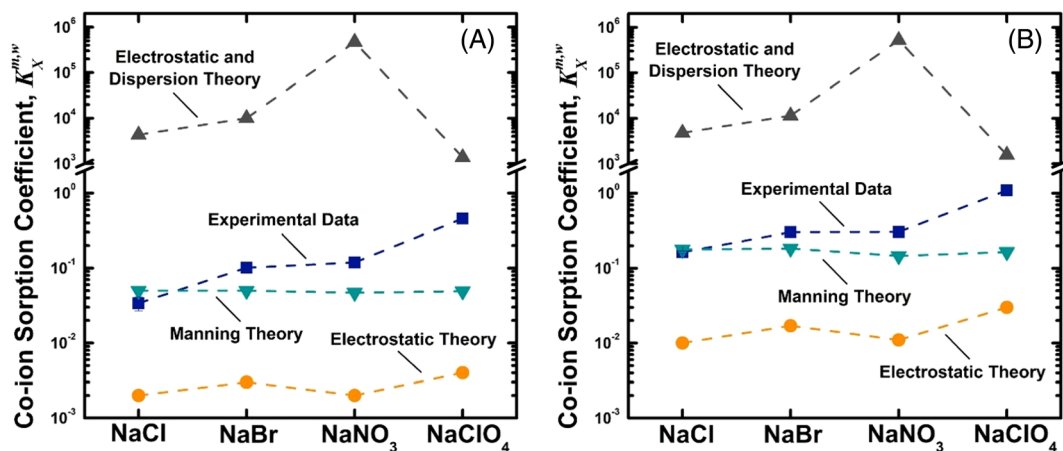 (A)
Co-ion Sorption Coefficient, K_X^{m,w}
10^6
10^5
10^4
10^3
10^0
10^-1
10^-2
10^-3
Electrostatic and
Dispersion Theory
Experimental Data
Manning Theory
Electrostatic Theory
NaCl
NaBr
NaNO3
NaClO4
(B)
Co-ion Sorption Coefficient, K_X^{m,w}
10^6
10^5
10^4
10^3
10^0
10^-1
10^-2
10^-3
Electrostatic and
Dispersion Theory
Experimental Data
Manning Theory
Electrostatic Theory
NaCl
NaBr
NaNO3
NaClO4